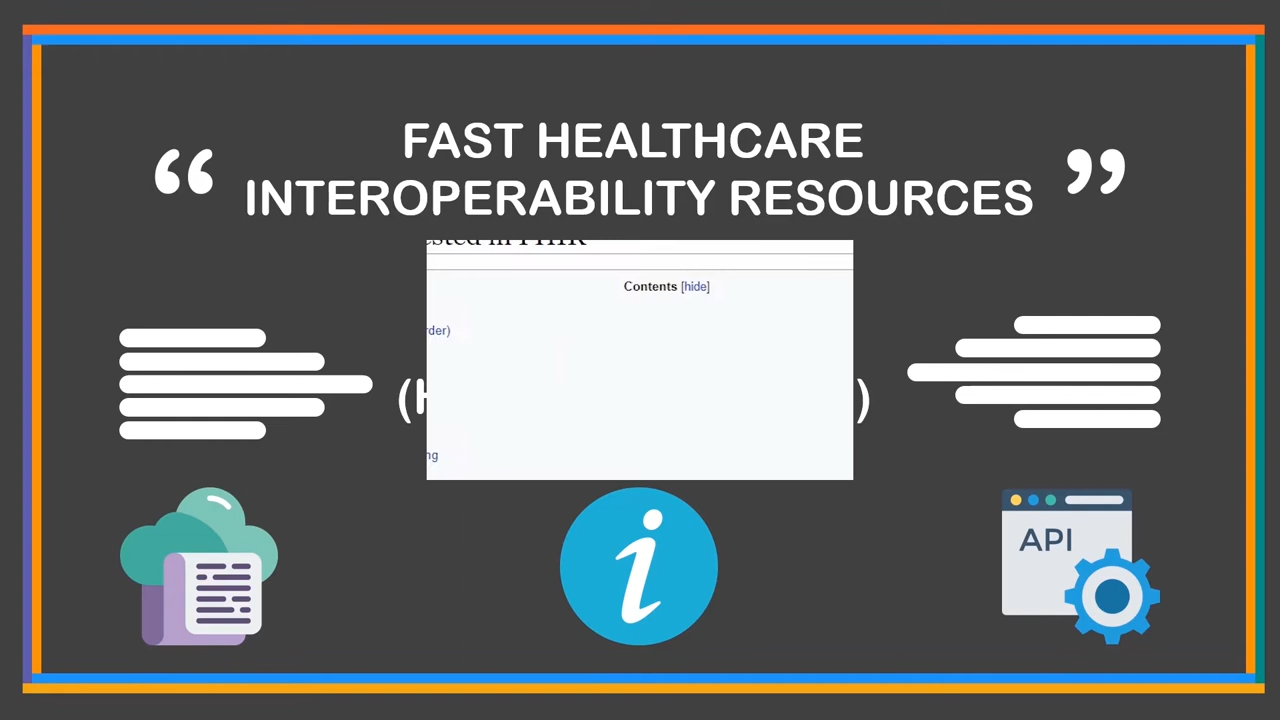 “ FAST HEALTHCARE
INTEROPERABILITY RESOURCES ”
Contents [hide]
API
i